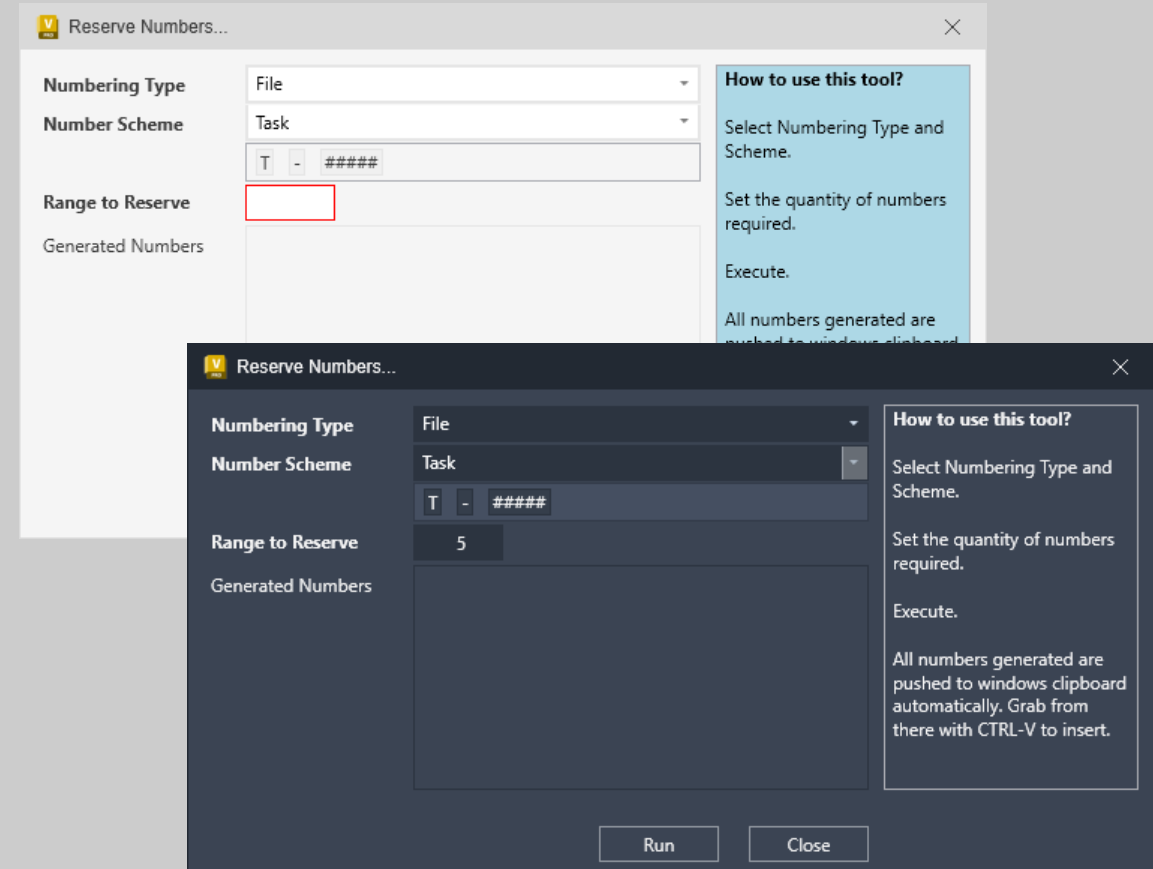 Reserve Numbers...
Numbering Type
File
Number Scheme
Task
T - #####
Range to Reserve
Generated Numbers
How to use this tool?
Select Numbering Type and
Scheme.
Set the quantity of numbers
required.
Execute.
All numbers generated are
pushed to windows clipboard
Reserve Numbers...
Numbering Type
File
Number Scheme
Task
T - #####
Range to Reserve
5
Generated Numbers
How to use this tool?
Select Numbering Type and
Scheme.
Set the quantity of numbers
required.
Execute.
All numbers generated are
pushed to windows clipboard
automatically. Grab from
there with CTRL-V to insert.
Run
Close